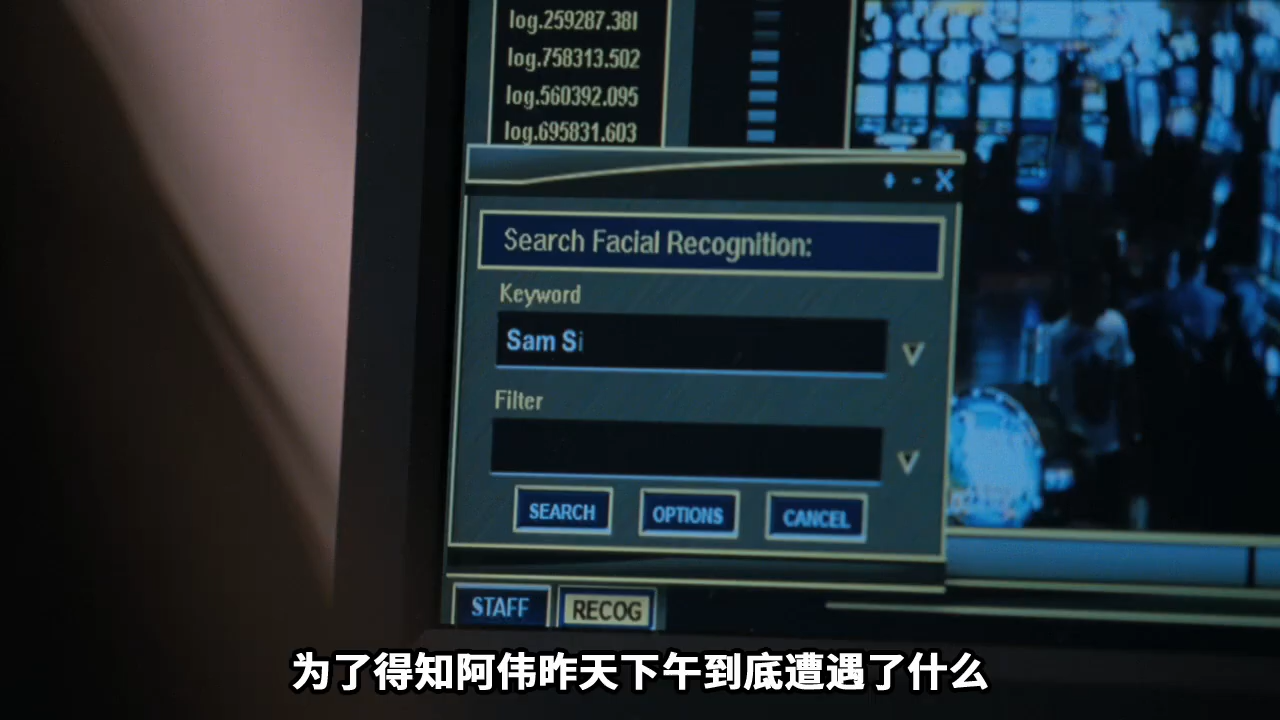 log.259287.381
log.758313.502
log.560392.095
log.695831.603
+ - X
Search Facial Recognition:
Keyword
Sam Si
Filter
SEARCH OPTIONS CANCEL
STAFF RECOG
为了得知阿伟昨天下午到底遭遇了什么